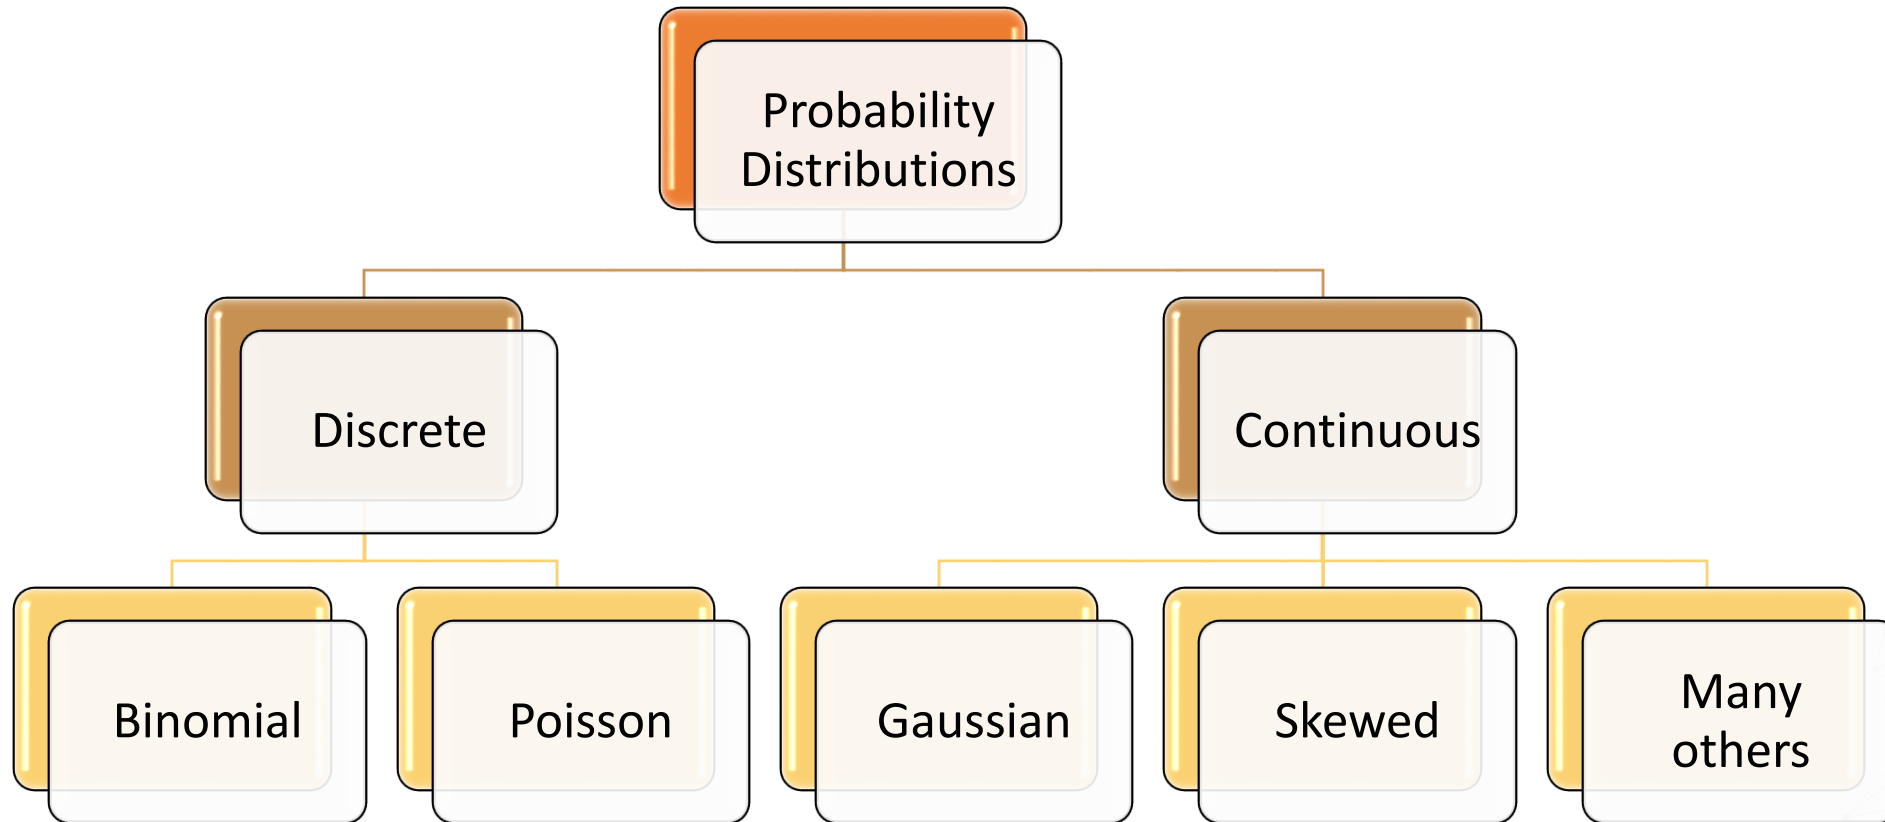 Probability
Distributions
Discrete
Continuous
Binomial
Poisson
Gaussian
Skewed
Many
others